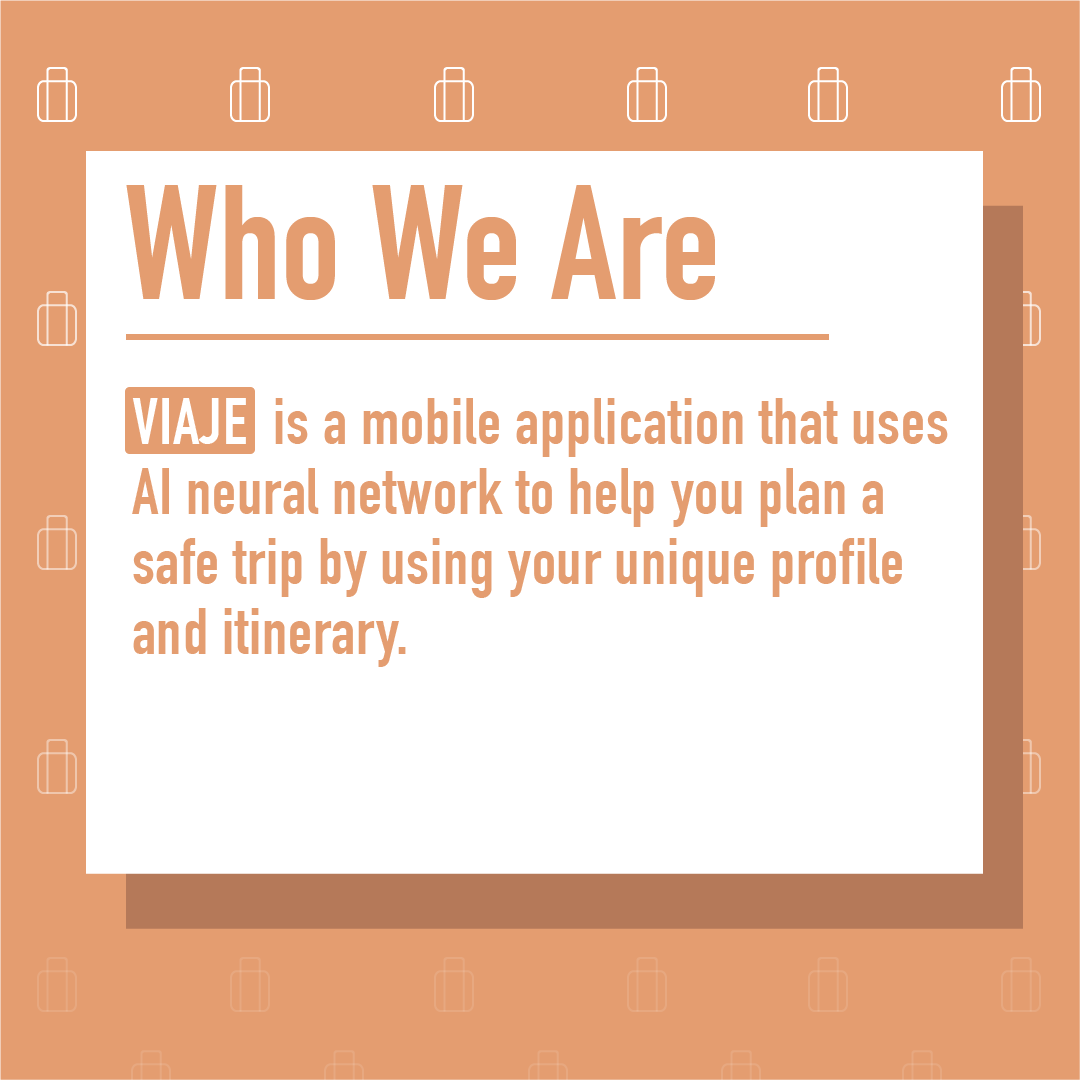 Who We Are
VIAJE is a mobile application that uses
AI neural network to help you plan a
safe trip by using your unique profile
and itinerary.